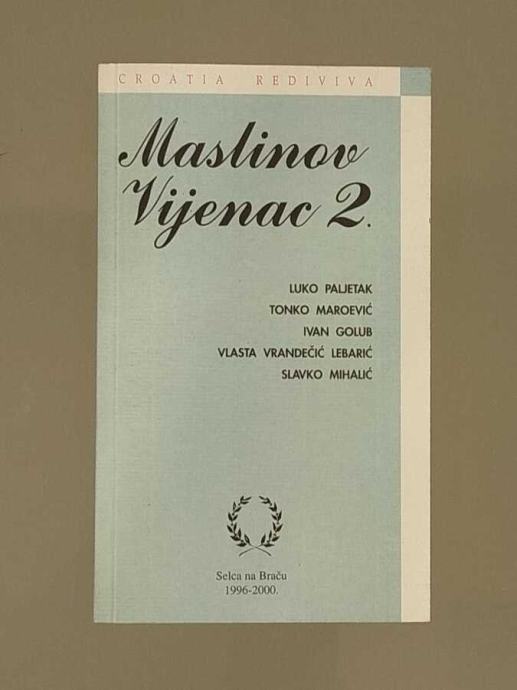 CROATIA REDIVIVA
Maslinov
Vijenac 2.
LUKO PALJETAK
TONKO MAROEVIĆ
IVAN GOLUB
VLASTA VRANDEČIĆ LEBARIĆ
SLAVKO MIHALIĆ
Selca na Braču
1996-2000.